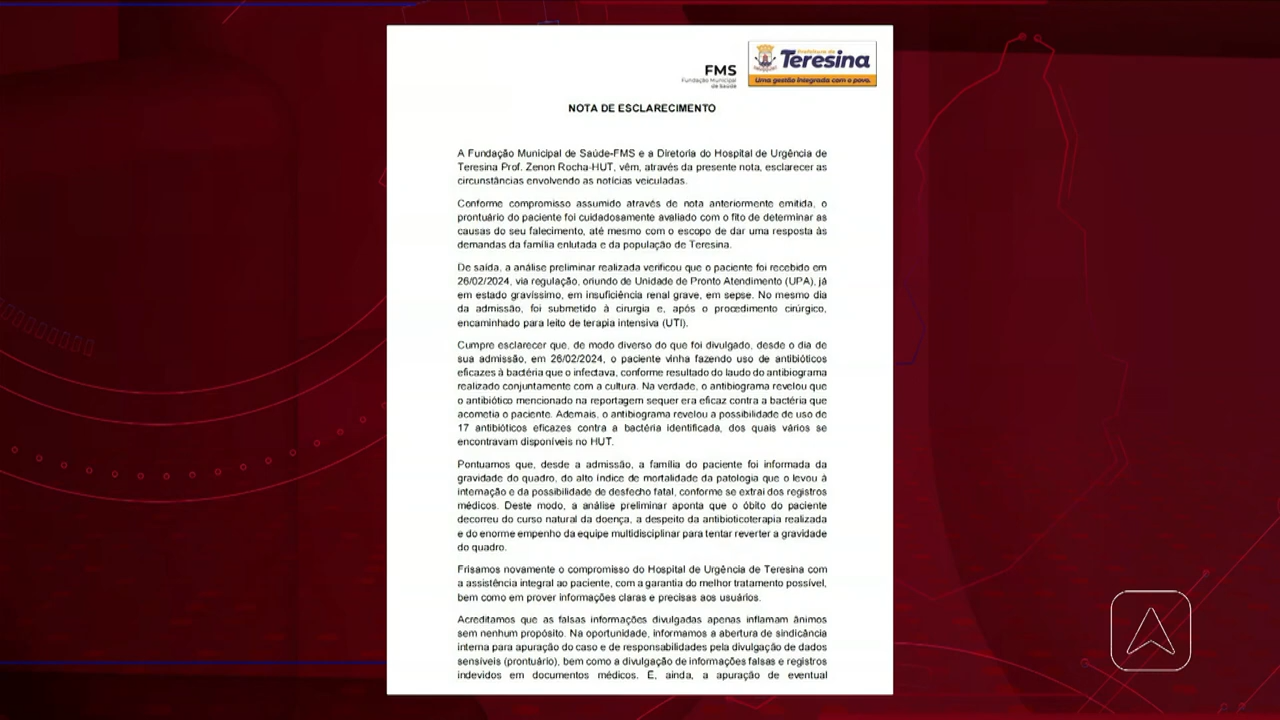 FMS
Fundação Municipal
de Saúde
Prefeitura de
Teresina
Uma gestão integrada com o povo.
NOTA DE ESCLARECIMENTO
A Fundação Municipal de Saúde-FMS e a Diretoria do Hospital de Urgência de
Teresina Prof. Zenon Rocha-HUT, vêm, através da presente nota, esclarecer as
circunstâncias envolvendo as notícias veiculadas.
Conforme compromisso assumido através de nota anteriormente emitida, o
prontuário do paciente foi cuidadosamente avaliado com o fito de determinar as
causas do seu falecimento, até mesmo com o escopo de dar uma resposta às
demandas da família enlutada e da população de Teresina.
De saída, a análise preliminar realizada verificou que o paciente foi recebido em
26/02/2024, via regulação, oriundo de Unidade de Pronto Atendimento (UPA), já
em estado gravíssimo, em insuficiência renal grave, em sepse. No mesmo dia
da admissão, foi submetido à cirurgia e, após o procedimento cirúrgico,
encaminhado para leito de terapia intensiva (UTI).
Cumpre esclarecer que, de modo diverso do que foi divulgado, desde o dia de
sua admissão, em 26/02/2024, o paciente vinha fazendo uso de antibióticos
eficazes à bactéria que o infectava, conforme resultado do laudo do antibiograma
realizado conjuntamente com a cultura. Na verdade, o antibiograma revelou que
o antibiótico mencionado na reportagem sequer era eficaz contra a bactéria que
acometia o paciente. Ademais, o antibiograma revelou a possibilidade de uso de
17 antibióticos eficazes contra a bactéria identificada, dos quais vários se
encontravam disponíveis no HUT.
Pontuamos que, desde a admissão, a família do paciente foi informada da
gravidade do quadro, do alto índice de mortalidade da patologia que o levou à
internação e da possibilidade de desfecho fatal, conforme se extrai dos registros
médicos. Deste modo, a análise preliminar aponta que o óbito do paciente
decorreu do curso natural da doença, a despeito da antibioticoterapia realizada
e do enorme empenho da equipe multidisciplinar para tentar reverter a gravidade
do quadro.
Frisamos novamente o compromisso do Hospital de Urgência de Teresina com
a assistência integral ao paciente, com a garantia do melhor tratamento possível,
bem como em prover informações claras e precisas aos usuários.
Acreditamos que as falsas informações divulgadas apenas inflamam ânimos
sem nenhum propósito. Na oportunidade, informamos a abertura de sindicância
interna para apuração do caso e de responsabilidades pela divulgação de dados
sensíveis (prontuário), bem como a divulgação de informações falsas e registros
indevidos em documentos médicos. E, ainda, a apuração de eventual